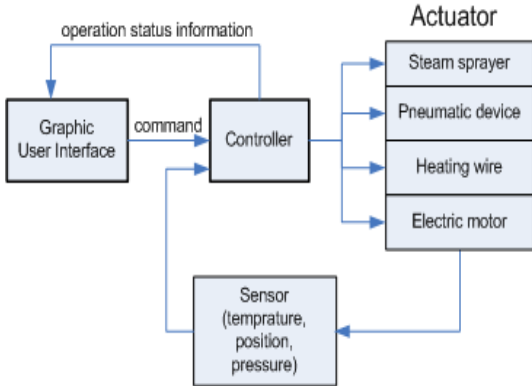 Actuator
operation status information
Steam sprayer
Graphic
User Interface
command
Controller
Pneumatic device
Heating wire
Electric motor
Sensor
(temprature,
position,
pressure)